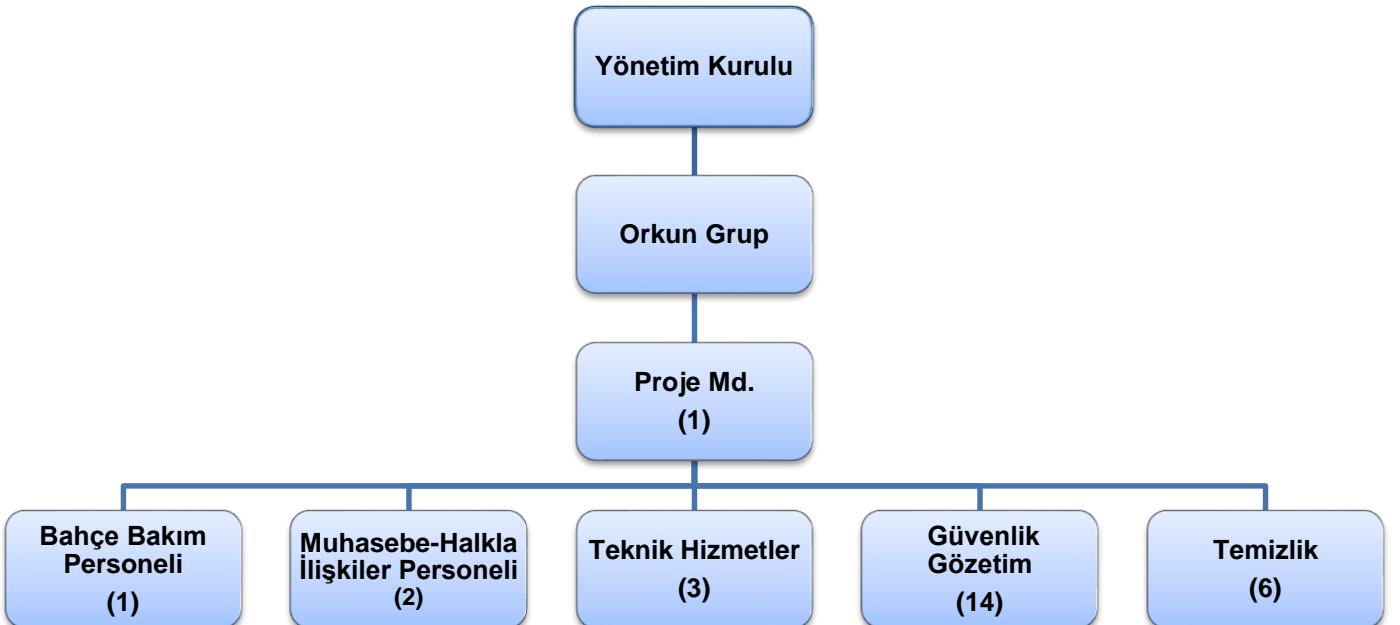 Yönetim Kurulu
Orkun Grup
Proje Md.
(1)
Bahçe Bakım
Personeli
(1)
Muhasebe-Halkla
İlişkiler Personeli
(2)
Teknik Hizmetler
(3)
Güvenlik
Gözetim
(14)
Temizlik
(6)